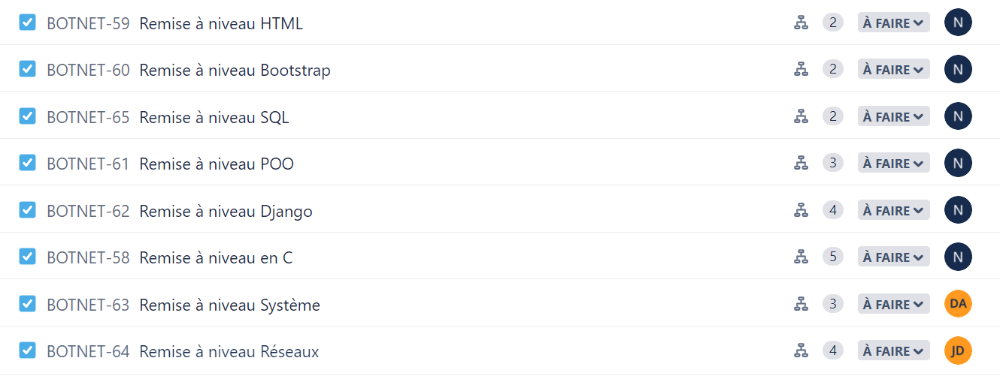 BOTNET-59 Remise à niveau HTML 2 À FAIRE N
BOTNET-60 Remise à niveau Bootstrap 2 À FAIRE N
BOTNET-65 Remise à niveau SQL 2 À FAIRE N
BOTNET-61 Remise à niveau POO 3 À FAIRE N
BOTNET-62 Remise à niveau Django 4 À FAIRE N
BOTNET-58 Remise à niveau en C 5 À FAIRE N
BOTNET-63 Remise à niveau Système 3 À FAIRE DA
BOTNET-64 Remise à niveau Réseaux 4 À FAIRE JD